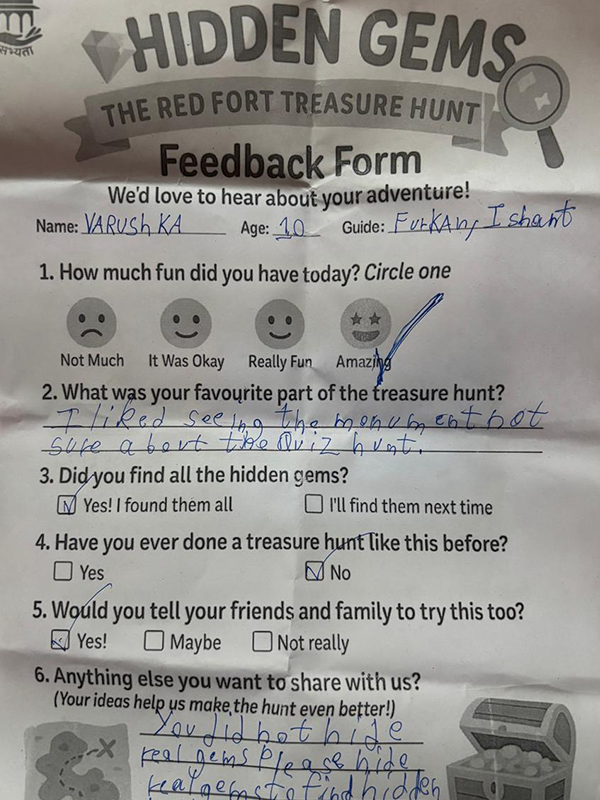 सभ्यता
HIDDEN GEMS
THE RED FORT TREASURE HUNT
Feedback Form
We'd love to hear about your adventure!
Name: VARUSHKA Age: 10 Guide: FurKAn, Ishant
1. How much fun did you have today? Circle one
Not Much It Was Okay Really Fun Amazing
2. What was your favourite part of the treasure hunt?
I liked seeing the monument not
sure about the Quiz hunt.
3. Did you find all the hidden gems?
Yes! I found them all I'll find them next time
4. Have you ever done a treasure hunt like this before?
Yes No
5. Would you tell your friends and family to try this too?
Yes! Maybe Not really
6. Anything else you want to share with us?
(Your ideas help us make the hunt even better!)
You did not hide
real gems Please hide
real gems to find hidden